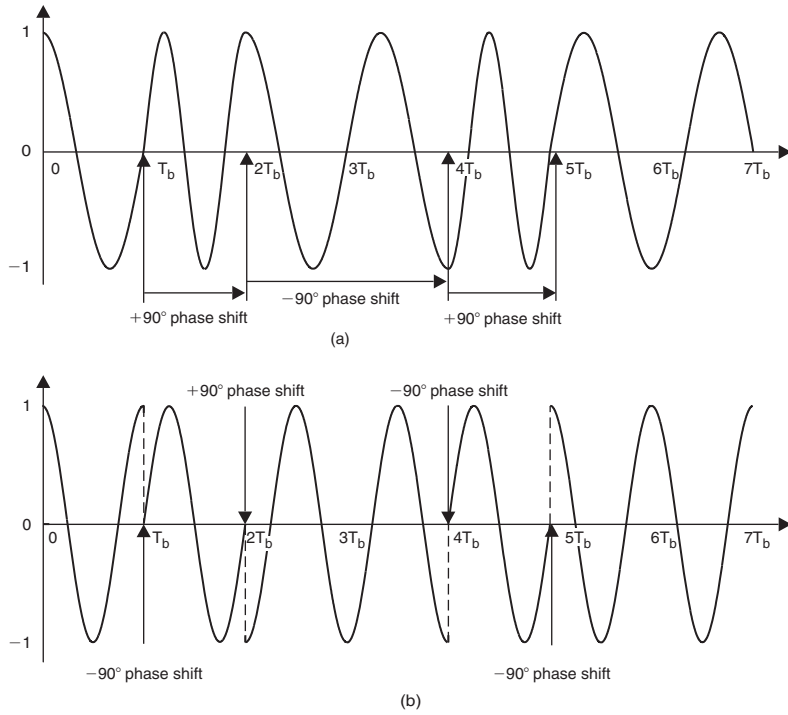 1
0
0 T_b 2T_b 3T_b 4T_b 5T_b 6T_b 7T_b
−1
−90° phase shift
+90° phase shift +90° phase shift
(a)
+90° phase shift −90° phase shift
1
0
0 T_b 2T_b 3T_b 4T_b 5T_b 6T_b 7T_b
−1
−90° phase shift −90° phase shift
(b)